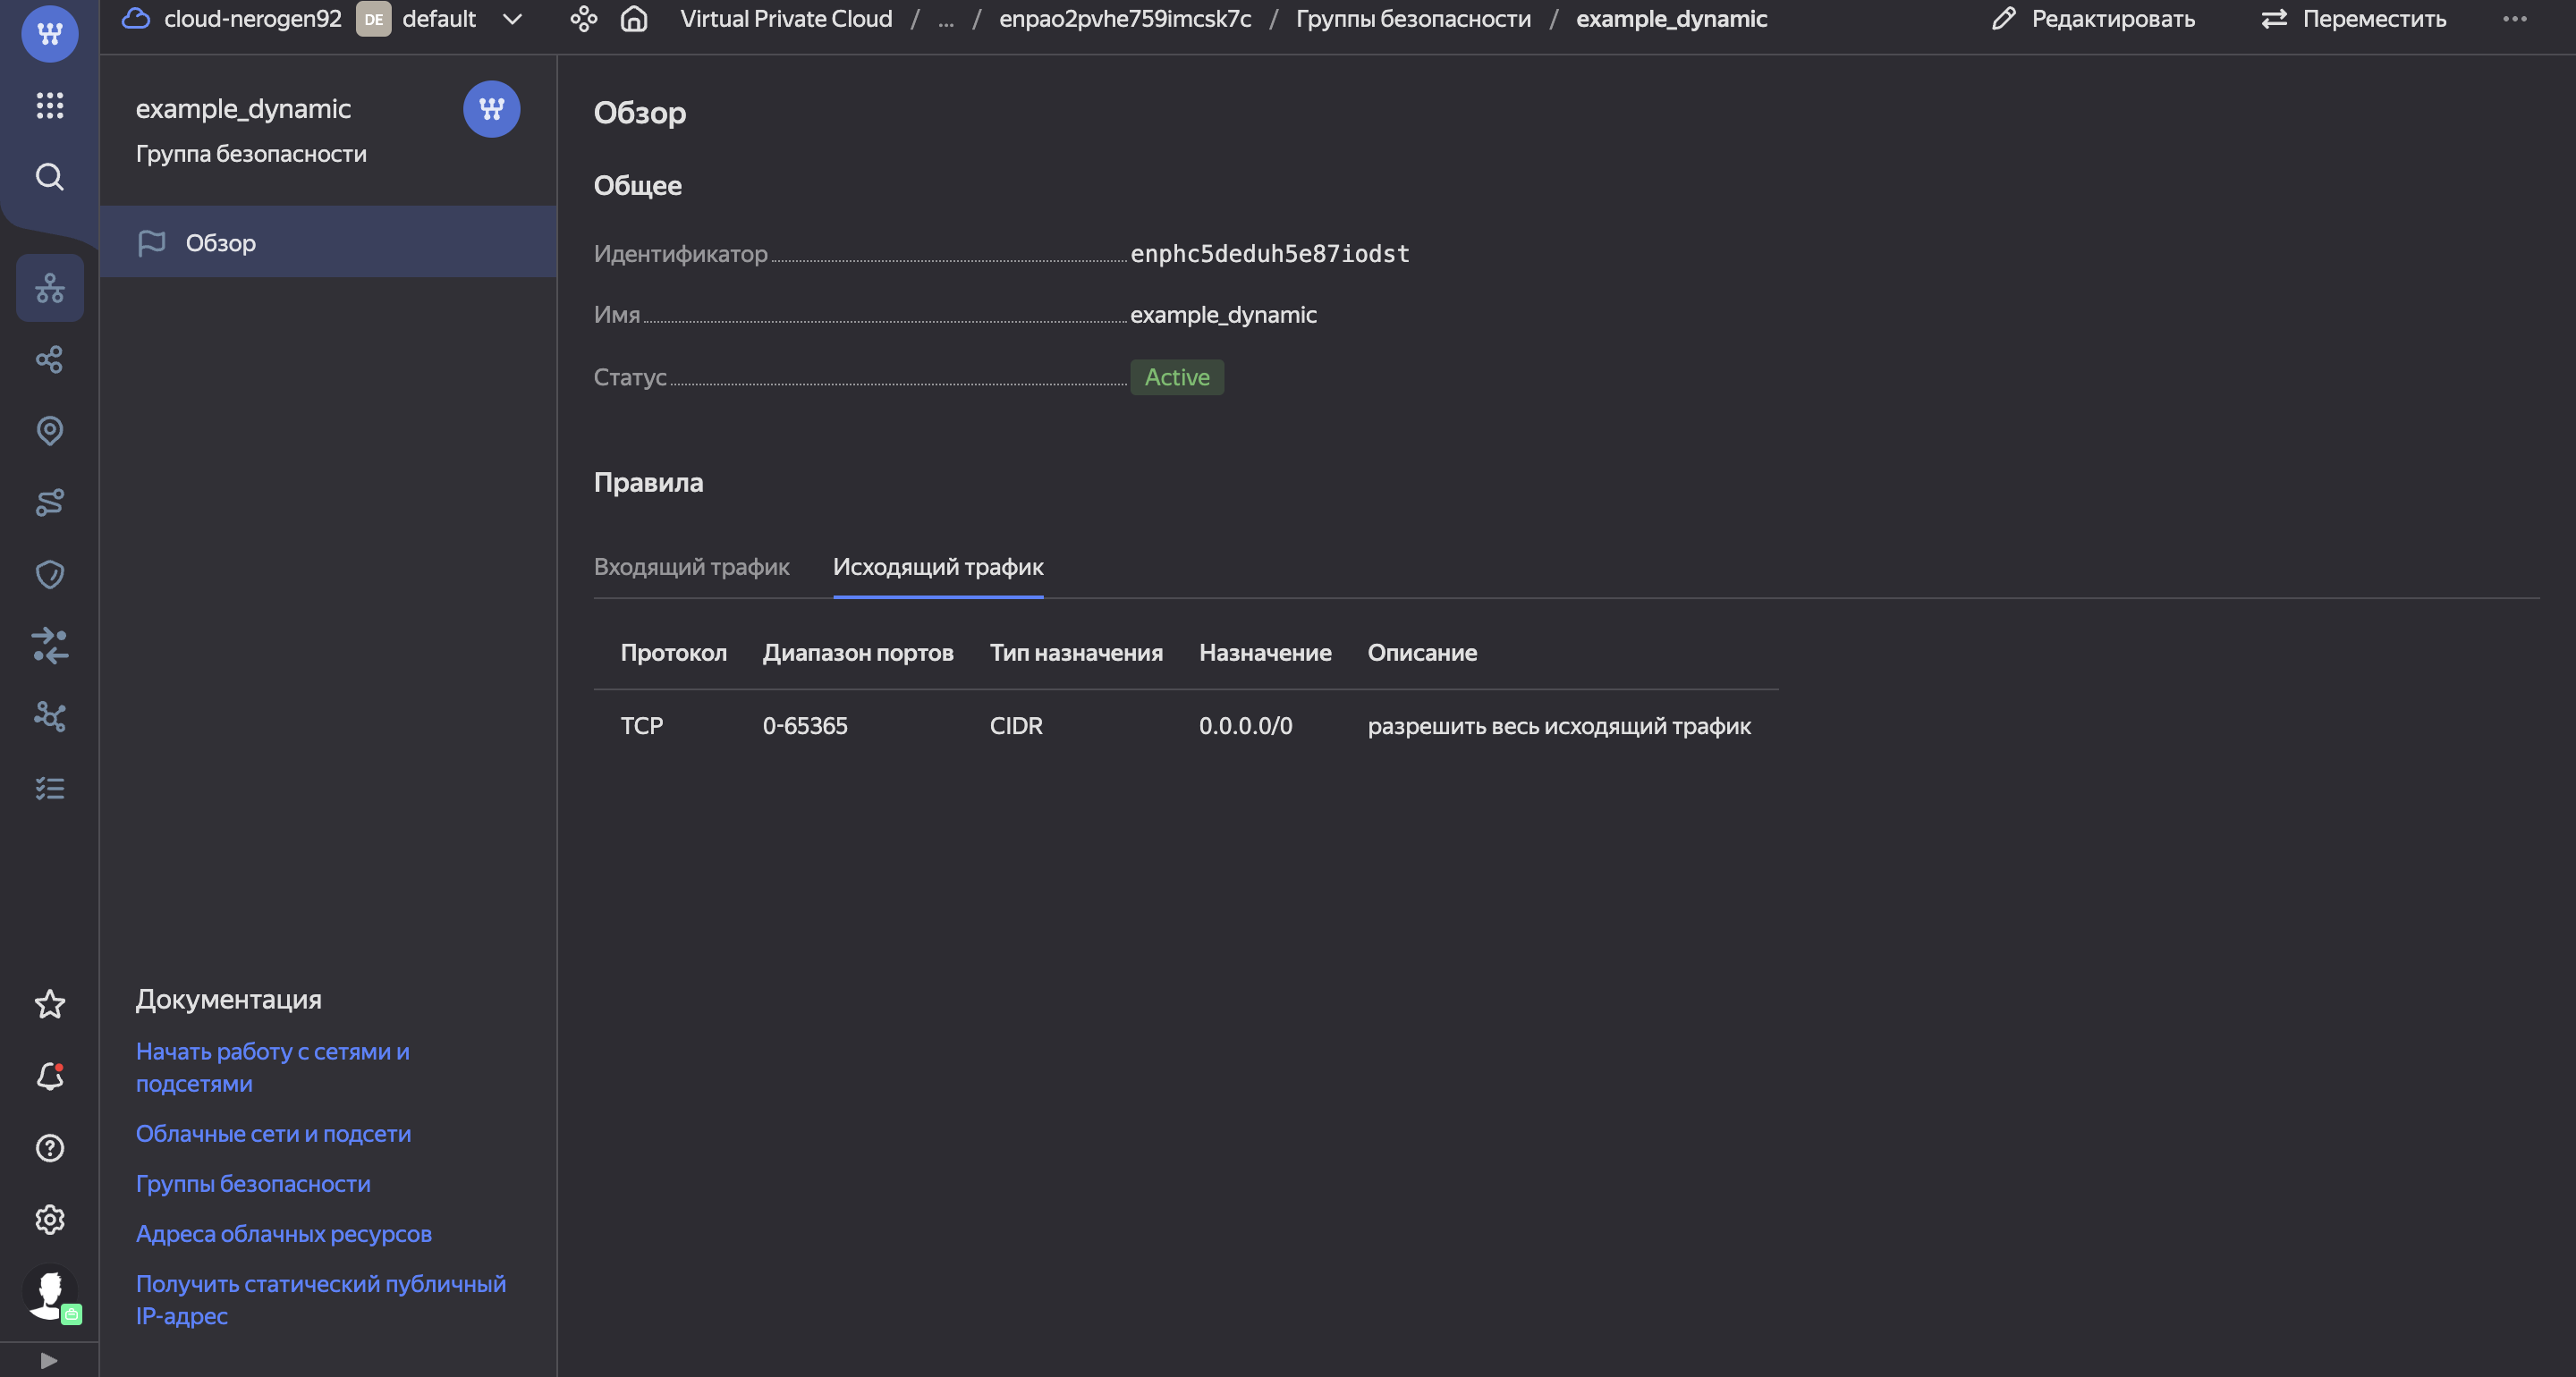 cloud-nerogen92 DE default
Virtual Private Cloud / ... / enpao2pvhe759imcsk7c / Группы безопасности / example_dynamic
Редактировать
Переместить
example_dynamic
Группа безопасности
Обзор
Документация
Начать работу с сетями и
подсетями
Облачные сети и подсети
Группы безопасности
Адреса облачных ресурсов
Получить статический публичный
IP-адрес
Обзор
Общее
Идентификатор enphc5deduh5e87iodst
Имя example_dynamic
Статус Active
Правила
Входящий трафик Исходящий трафик
Протокол Диапазон портов Тип назначения Назначение Описание
TCP 0-65365 CIDR 0.0.0.0/0 разрешить весь исходящий трафик